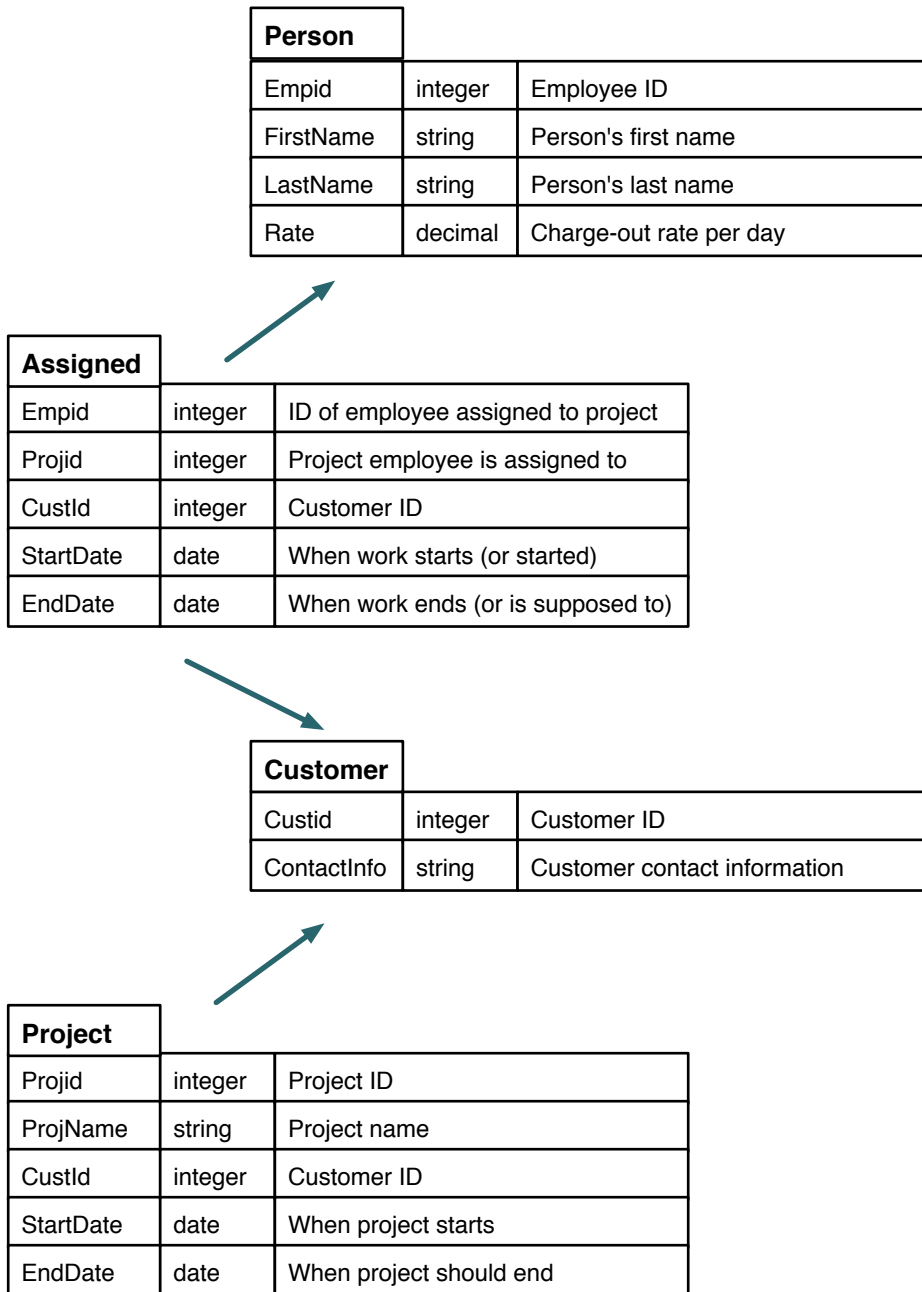 Person
Empid integer Employee ID
FirstName string Person's first name
LastName string Person's last name
Rate decimal Charge-out rate per day
Assigned
Empid integer ID of employee assigned to project
Projid integer Project employee is assigned to
CustId integer Customer ID
StartDate date When work starts (or started)
EndDate date When work ends (or is supposed to)
Customer
Custid integer Customer ID
ContactInfo string Customer contact information
Project
Projid integer Project ID
ProjName string Project name
CustId integer Customer ID
StartDate date When project starts
EndDate date When project should end